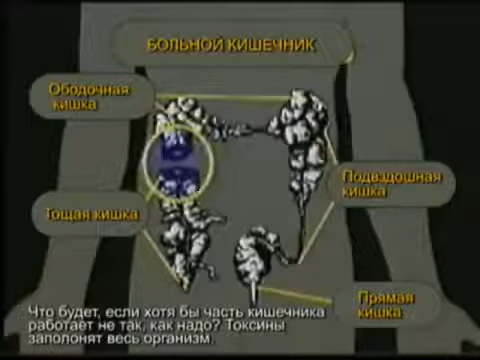 БОЛЬНОЙ КИШЕЧНИК
Ободочная
кишка
Тощая кишка
Подвздошная
кишка
Прямая
кишка
Что будет, если хотя бы часть кишечника
работает не так, как надо? Токсины
заполонят весь организм.